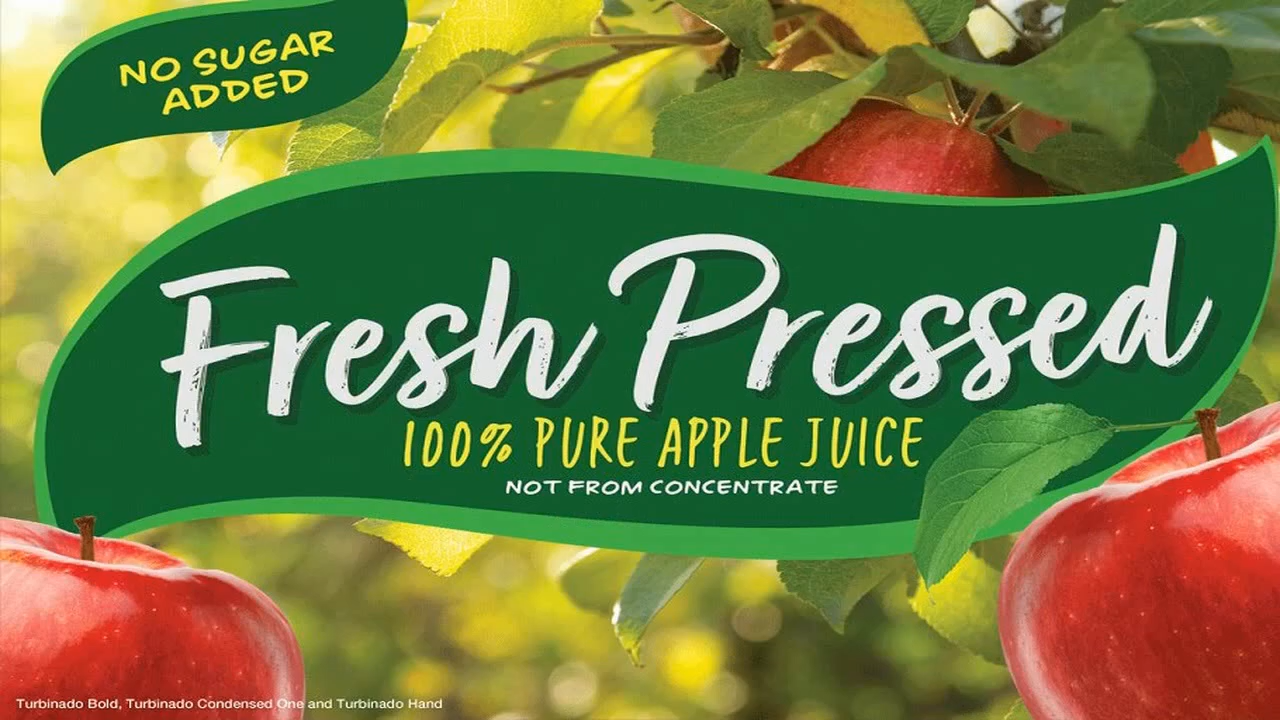 NO SUGAR
ADDED
Fresh Pressed
100% PURE APPLE JUICE
NOT FROM CONCENTRATE
Turbinado Bold, Turbinado Condensed One and Turbinado Hand